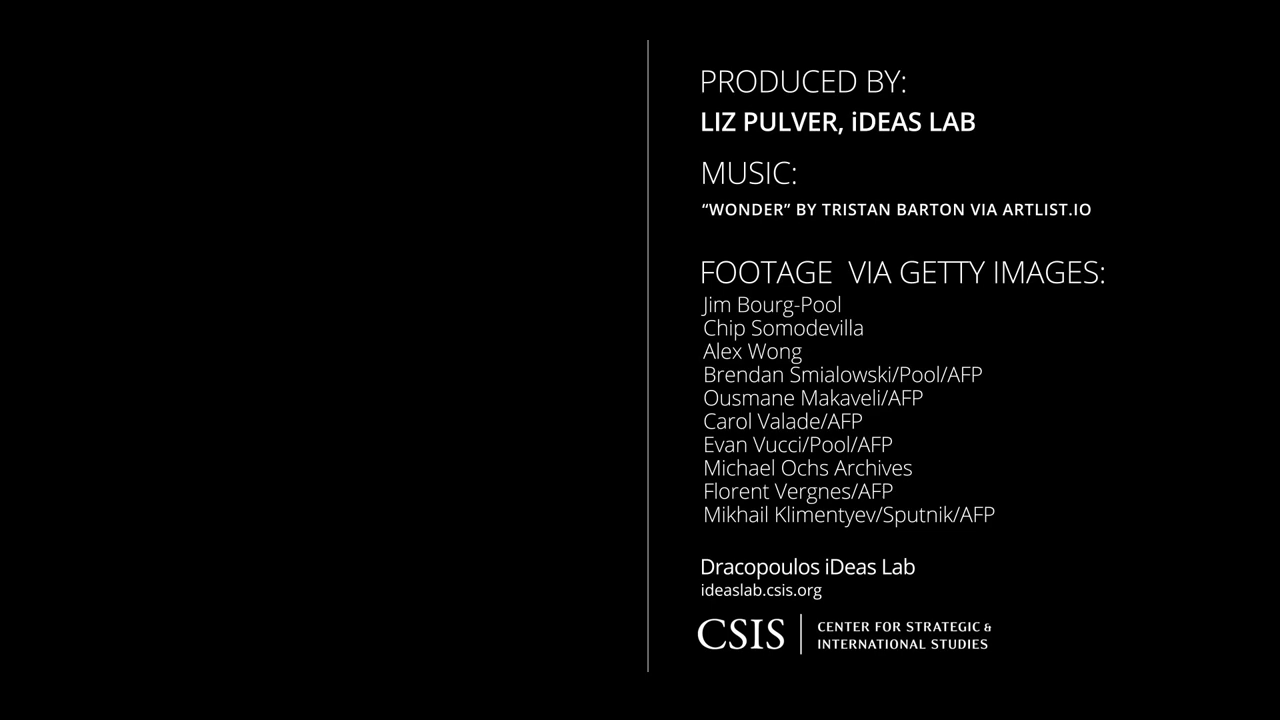 PRODUCED BY:
LIZ PULVER, iDEAS LAB
MUSIC:
“WONDER” BY TRISTAN BARTON VIA ARTLIST.IO
FOOTAGE VIA GETTY IMAGES:
Jim Bourg-Pool
Chip Somodevilla
Alex Wong
Brendan Smialowski/Pool/AFP
Ousmane Makaveli/AFP
Carol Valade/AFP
Evan Vucci/Pool/AFP
Michael Ochs Archives
Florent Vergnes/AFP
Mikhail Klimentyev/Sputnik/AFP
Dracopoulos iDeas Lab
ideaslab.csis.org
CSIS | CENTER FOR STRATEGIC &
INTERNATIONAL STUDIES